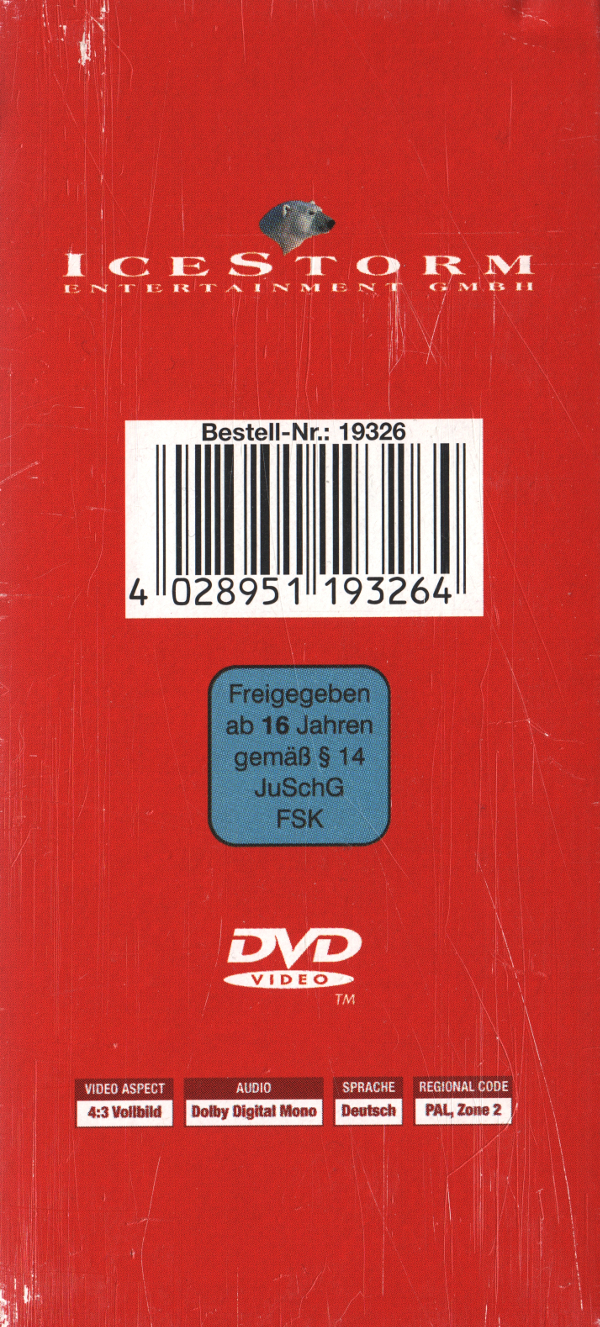 ICESTORM
ENTERTAINMENT GMBH
Bestell-Nr.: 19326
4 028951 193264
Freigegeben
ab 16 Jahren
gemäß § 14
JuSchG
FSK
DVD
VIDEO
TM
VIDEO ASPECT
4:3 Vollbild
AUDIO
Dolby Digital Mono
SPRACHE
Deutsch
REGIONAL CODE
PAL, Zone 2